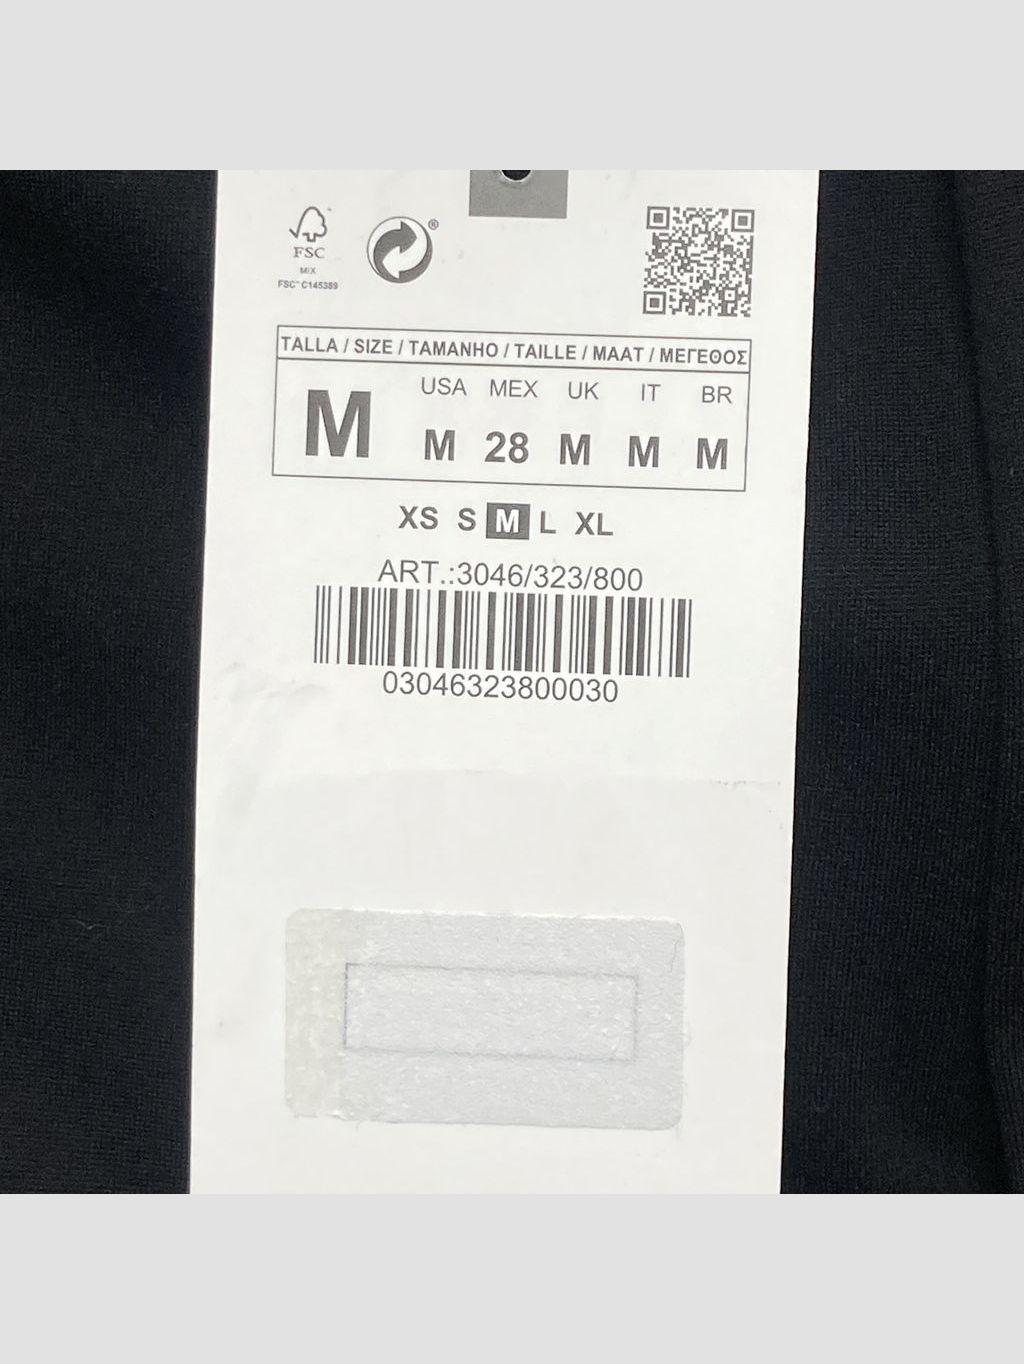 FSC
MIX
FSC™ C145389
®
TALLA / SIZE / TAMANHO / TAILLE / MAAT / ΜΕΓΕΘΟΣ
USA MEX UK IT BR
M M 28 M M M
XS S M L XL
ART.:3046/323/800
03046323800030